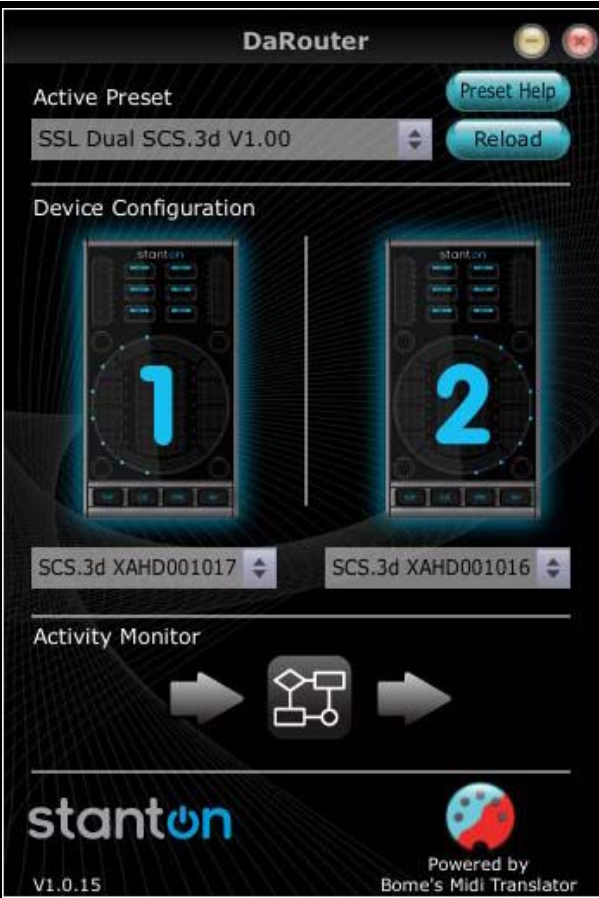 DaRouter
Active Preset
Preset Help
SSL Dual SCS.3d V1.00
Reload
Device Configuration
stanton
stanton
1
2
SCS.3d XAHD001017
SCS.3d XAHD001016
Activity Monitor
stanton
V1.0.15
Powered by
Bome's Midi Translator